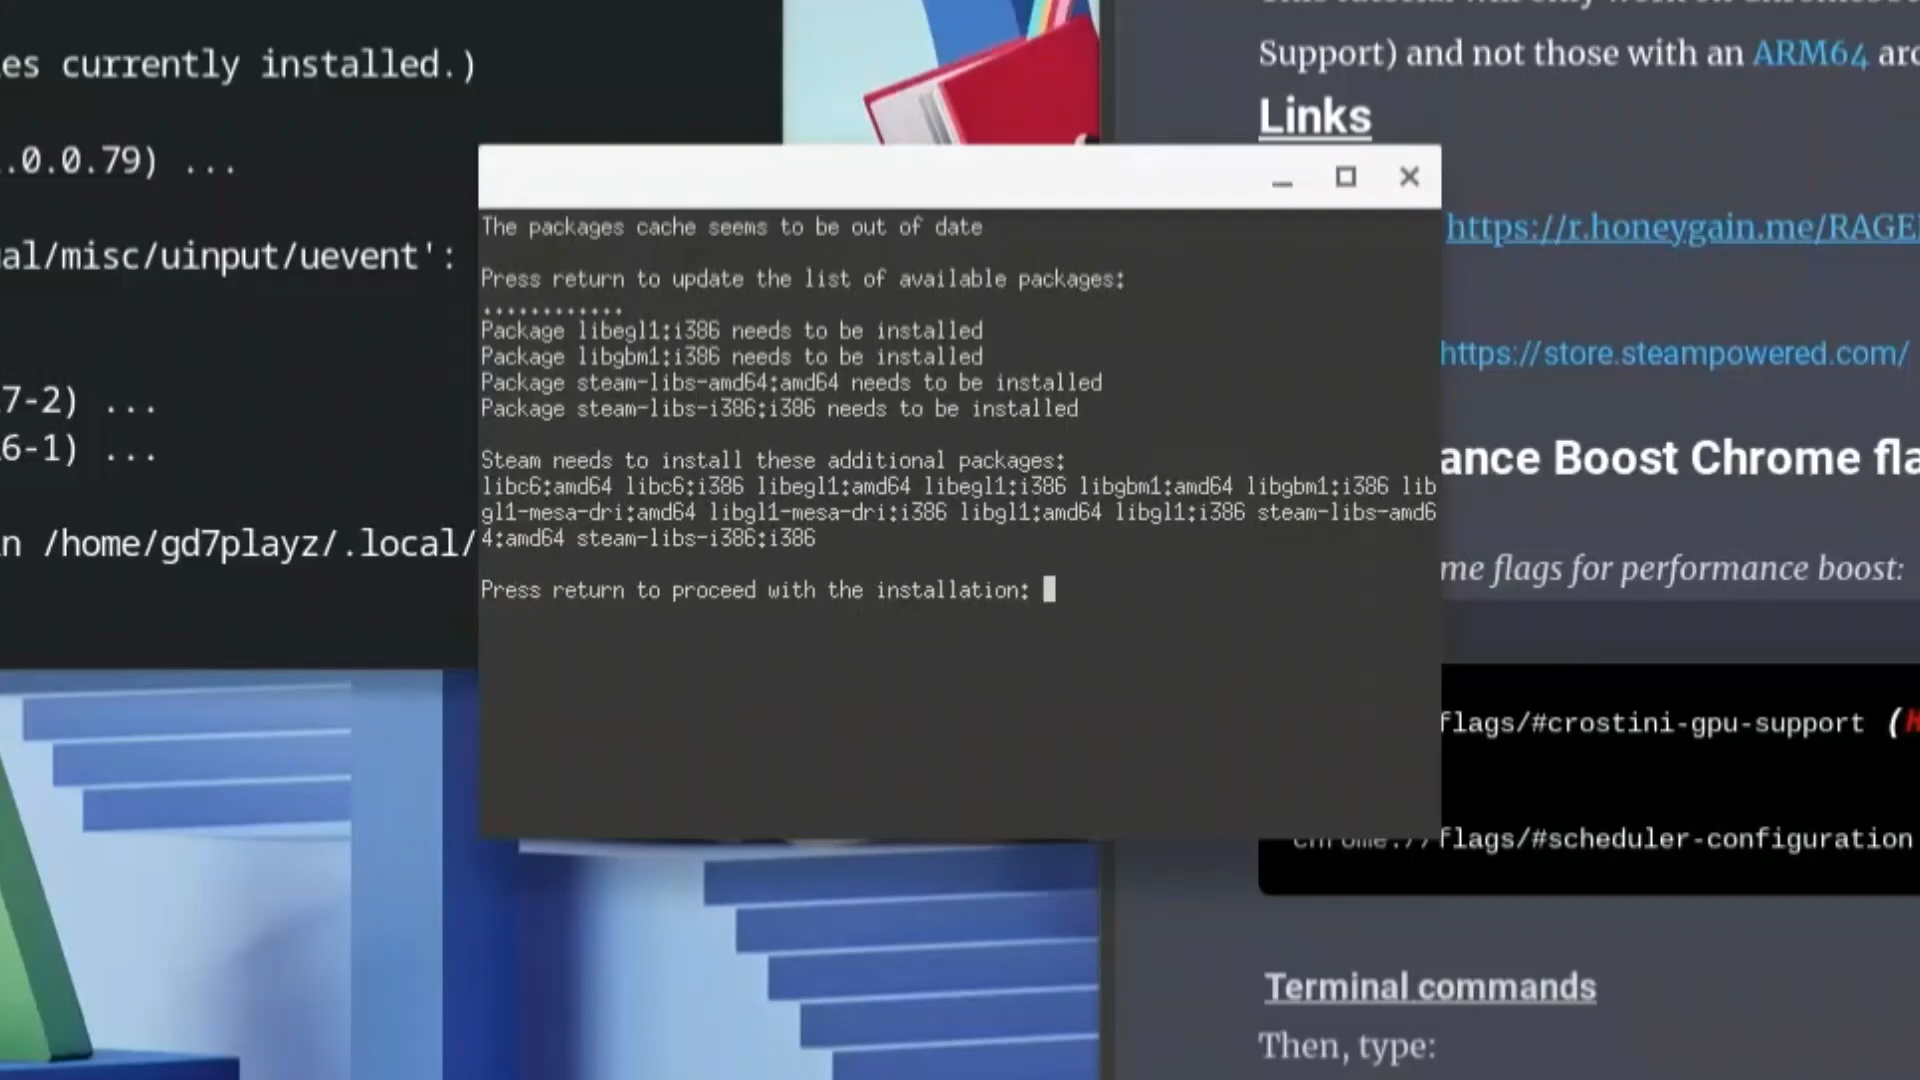 es currently installed.)
.0.0.79) ...
al/misc/uinput/uevent':
7-2) ...
6-1) ...
n /home/gd7playz/.local/
The packages cache seems to be out of date
Press return to update the list of available packages:
............
Package libegl1:i386 needs to be installed
Package libgbm1:i386 needs to be installed
Package steam-libs-amd64:amd64 needs to be installed
Package steam-libs-i386:i386 needs to be installed
Steam needs to install these additional packages:
libc6:amd64 libc6:i386 libegl1:amd64 libegl1:i386 libgbm1:amd64 libgbm1:i386 lib
gl1-mesa-dri:amd64 libgl1-mesa-dri:i386 libgl1:amd64 libgl1:i386 steam-libs-amd6
4:amd64 steam-libs-i386:i386
Press return to proceed with the installation:
Support) and not those with an ARM64 arc
Links
https://r.honeygain.me/RAGE
https://store.steampowered.com/
ance Boost Chrome fla
me flags for performance boost:
flags/#crostini-gpu-support (
flags/#scheduler-configuration
Terminal commands
Then, type: